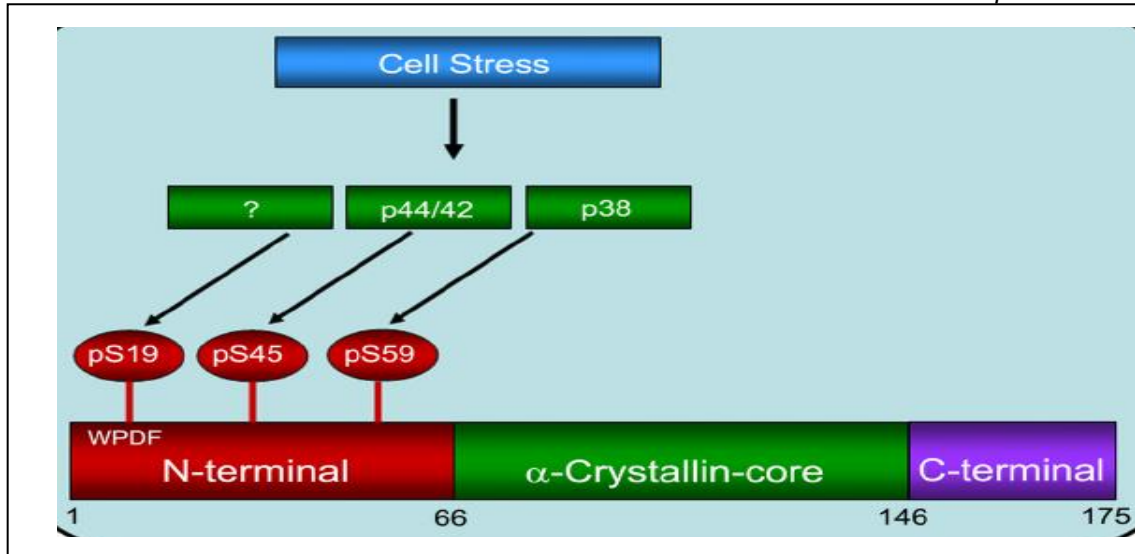 Cell Stress
? p44/42 p38
pS19 pS45 pS59
WPDF
N-terminal α-Crystallin-core C-terminal
1 66 146 175